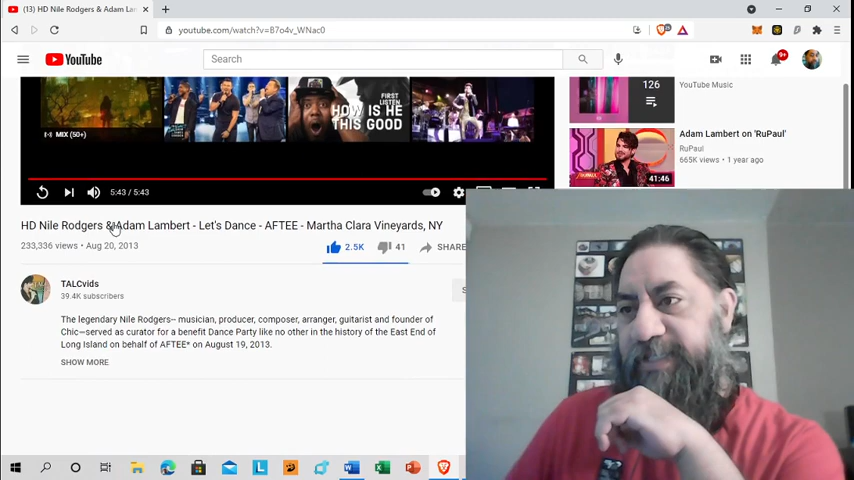 (13) HD Nile Rodgers & Adam Lam
youtube.com/watch?v=B7o4v_WNac0
YouTube
Search
9+
126
YouTube Music
FIRST
LISTEN
HOW IS HE
THIS GOOD
MIX (50+)
Adam Lambert on 'RuPaul'
RuPaul
665K views • 1 year ago
41:46
5:43 / 5:43
HD Nile Rodgers & Adam Lambert - Let's Dance - AFTEE - Martha Clara Vineyards, NY
233,336 views • Aug 20, 2013
2.5K
41
SHARE
TALCvids
39.4K subscribers
S
The legendary Nile Rodgers-- musician, producer, composer, arranger, guitarist and founder of
Chic—served as curator for a benefit Dance Party like no other in the history of the East End of
Long Island on behalf of AFTEE* on August 19, 2013.
SHOW MORE